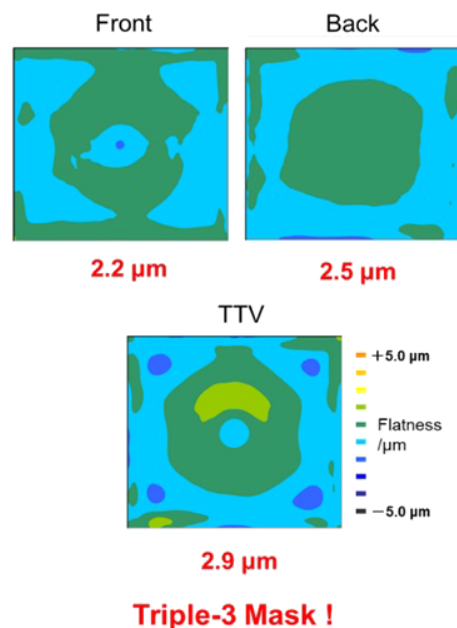 Front
Back
2.2 µm
2.5 µm
TTV
+5.0 µm
Flatness
/µm
−5.0 µm
2.9 µm
Triple-3 Mask !